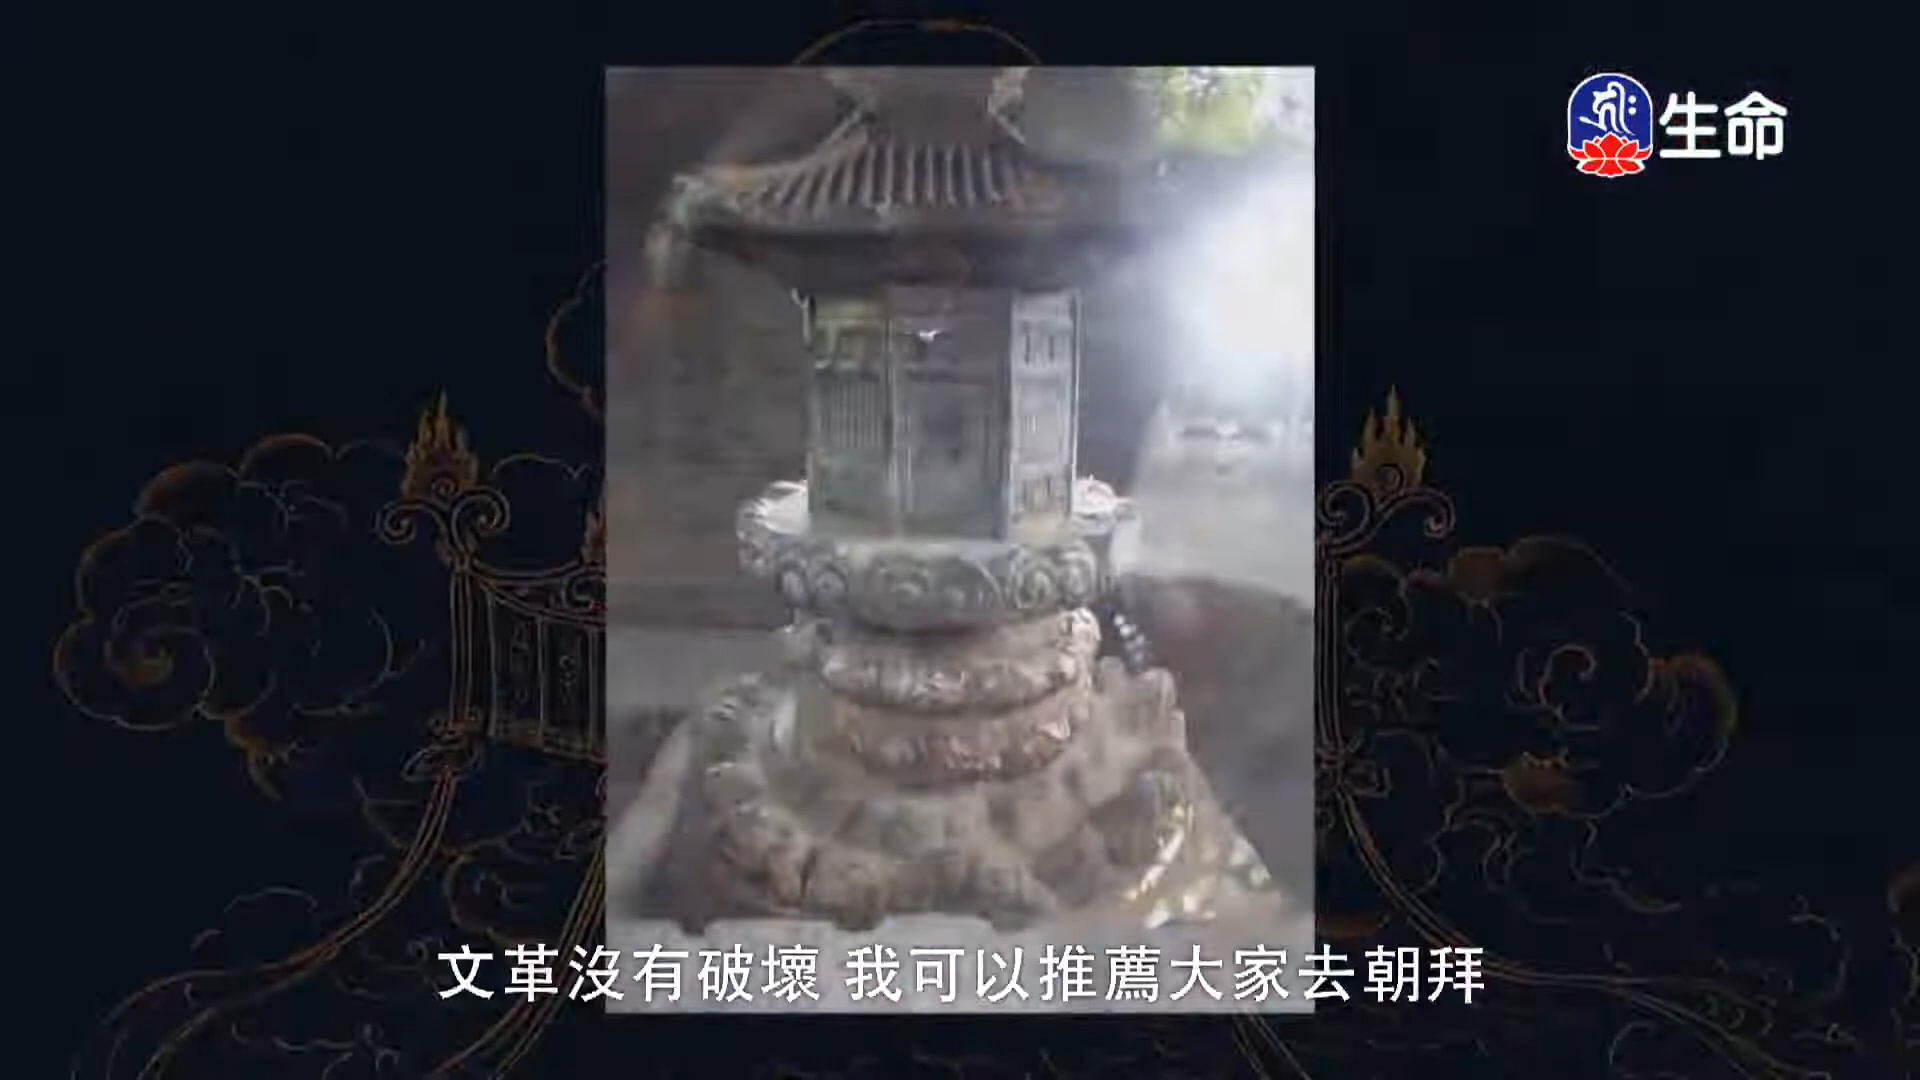 生命
文革沒有破壞 我可以推薦大家去朝拜